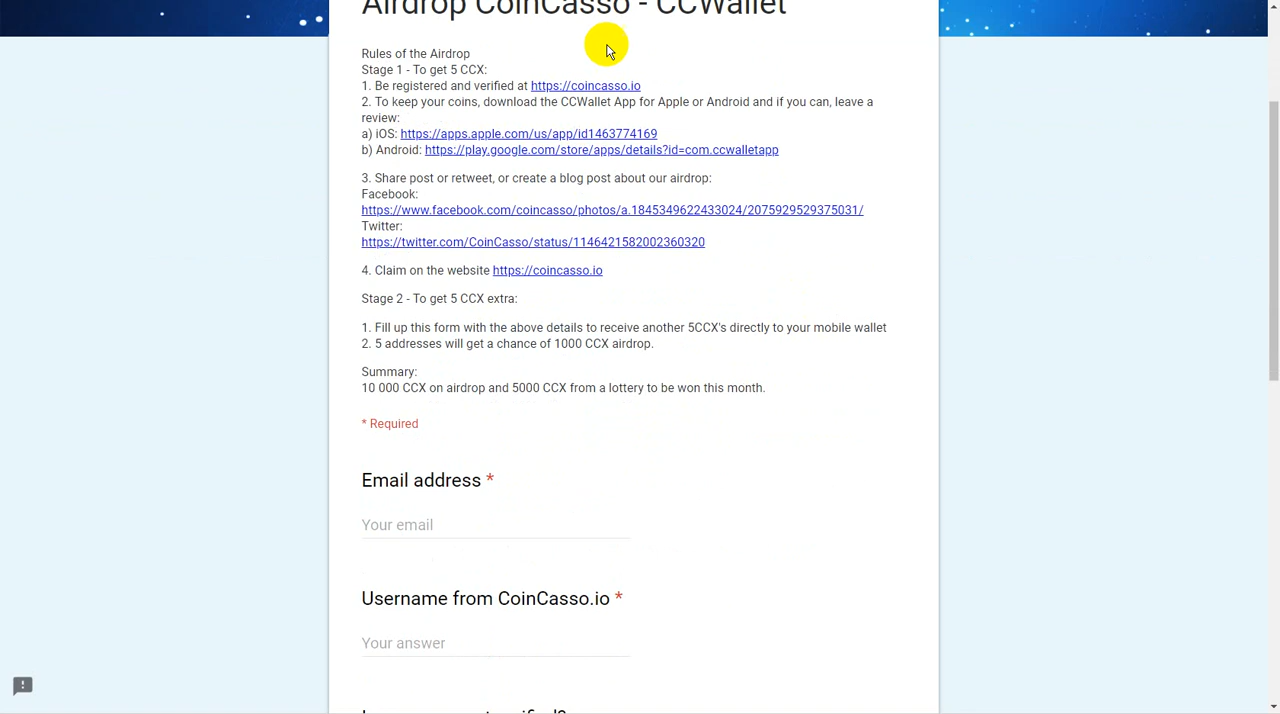 Airdrop CoinCasso - CCWallet
Rules of the Airdrop
Stage 1 - To get 5 CCX:
1. Be registered and verified at https://coincasso.io
2. To keep your coins, download the CCWallet App for Apple or Android and if you can, leave a
review:
a) iOS: https://apps.apple.com/us/app/id1463774169
b) Android: https://play.google.com/store/apps/details?id=com.ccwalletapp
3. Share post or retweet, or create a blog post about our airdrop:
Facebook:
https://www.facebook.com/coincasso/photos/a.1845349622433024/2075929529375031/
Twitter:
https://twitter.com/CoinCasso/status/1146421582002360320
4. Claim on the website https://coincasso.io
Stage 2 - To get 5 CCX extra:
1. Fill up this form with the above details to receive another 5CCX's directly to your mobile wallet
2. 5 addresses will get a chance of 1000 CCX airdrop.
Summary:
10 000 CCX on airdrop and 5000 CCX from a lottery to be won this month.
* Required
Email address *
Your email
Username from CoinCasso.io *
Your answer